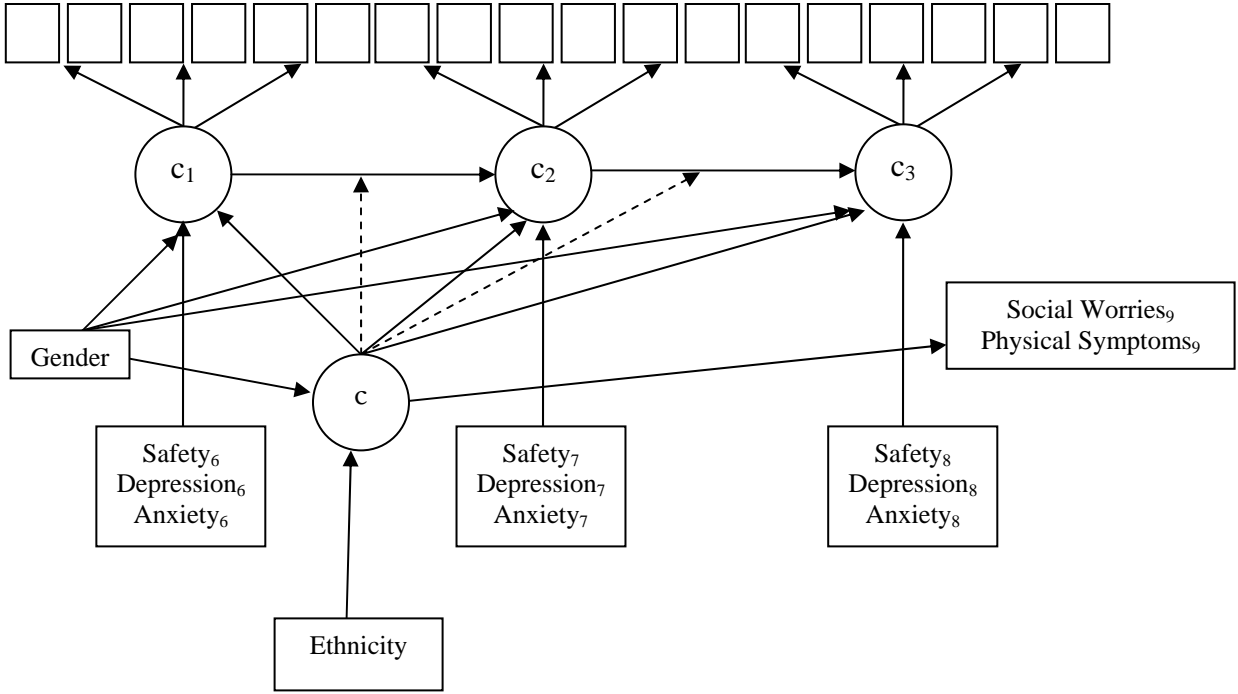 c₁
c₂
c₃
Social Worries₉
Physical Symptoms₉
Gender
c
Safety₆
Depression₆
Anxiety₆
Safety₇
Depression₇
Anxiety₇
Safety₈
Depression₈
Anxiety₈
Ethnicity